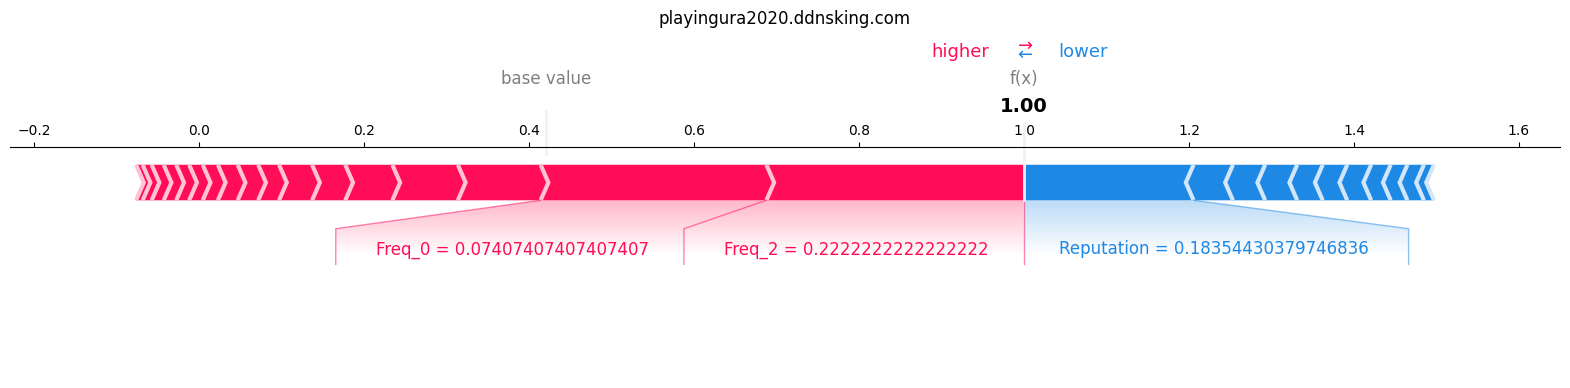 playingura2020.ddnsking.com
higher ⇄ lower
base value f(x)
1.00
−0.2 0.0 0.2 0.4 0.6 0.8 1.0 1.2 1.4 1.6
Freq_0 = 0.07407407407407407 Freq_2 = 0.2222222222222222 Reputation = 0.18354430379746836